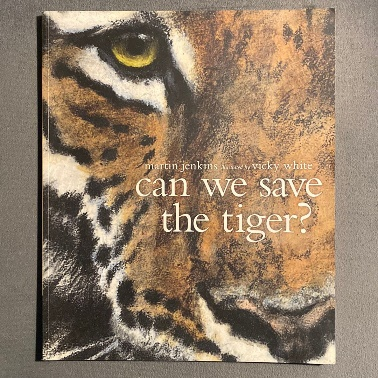 martin jenkins illustrated by vicky white
can we save
the tiger?